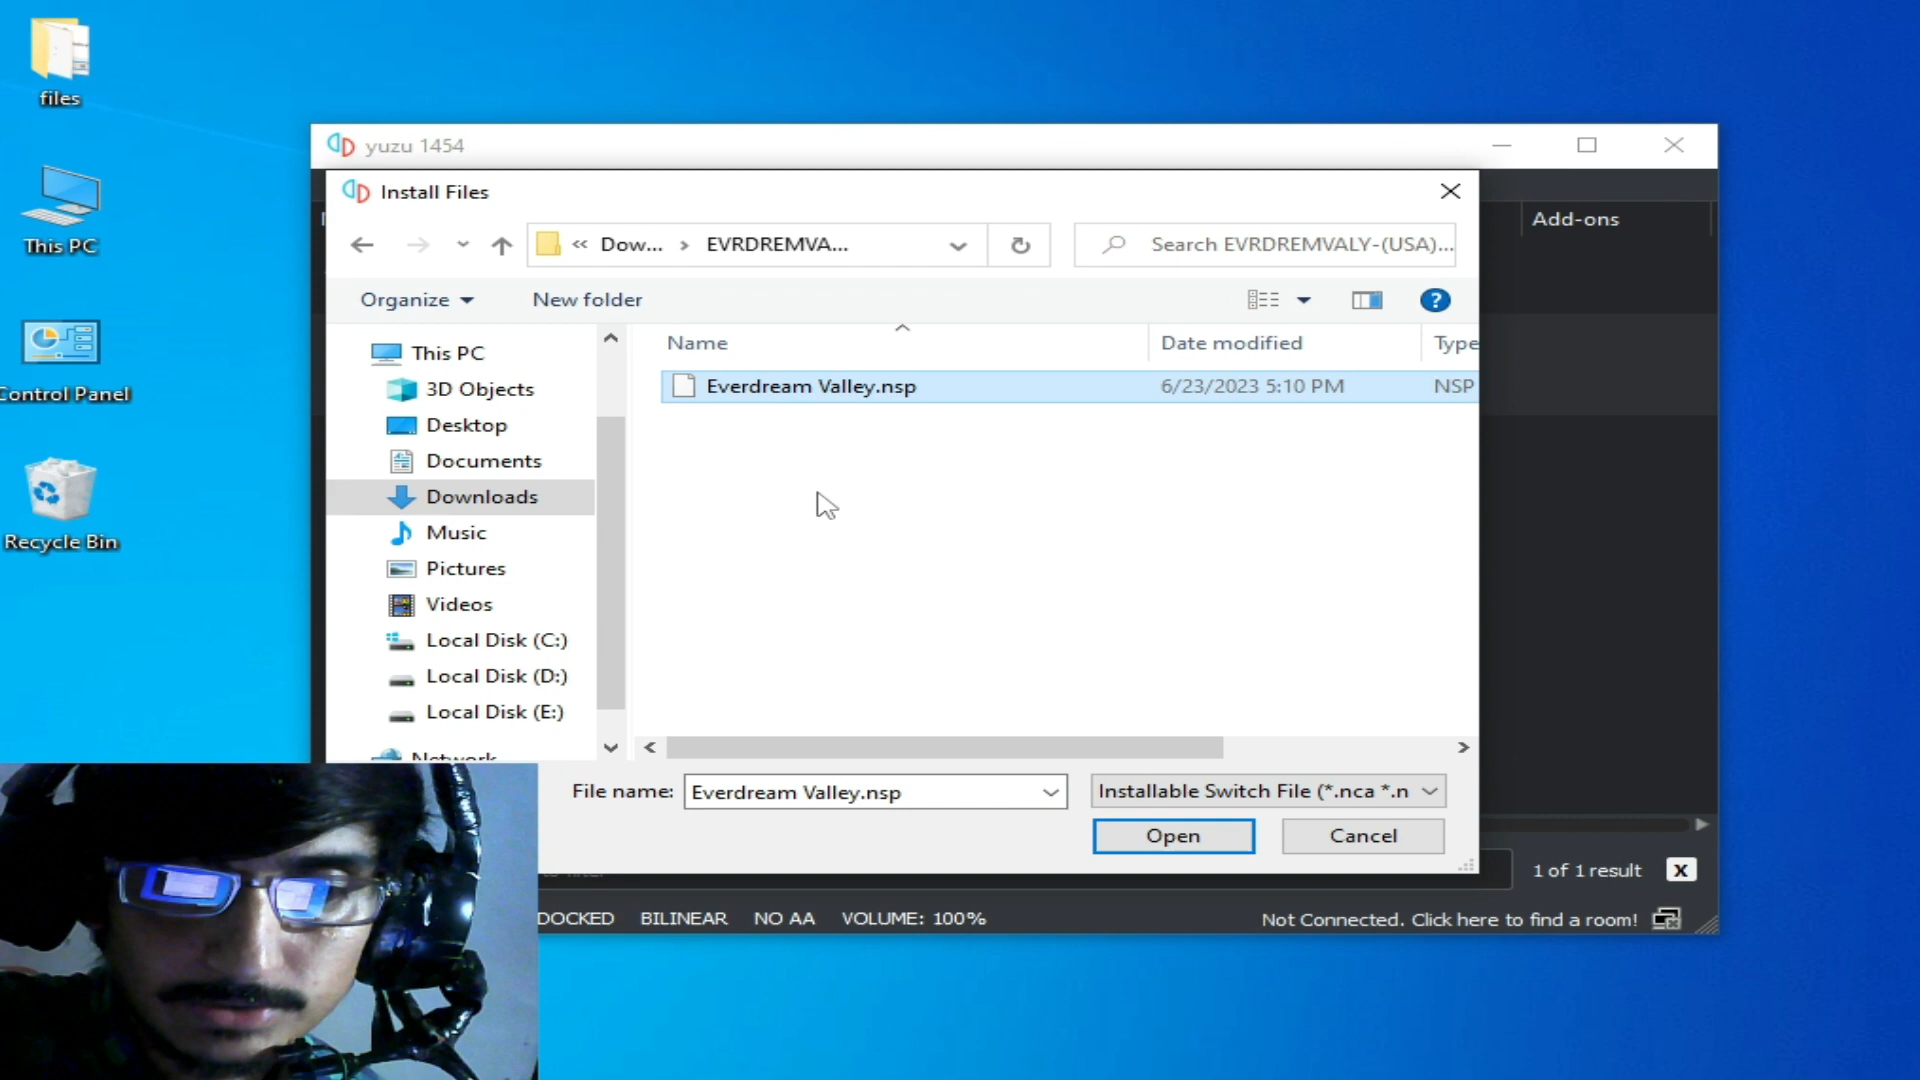 files
This PC
Control Panel
Recycle Bin
yuzu 1454
Install Files
« Dow... > EVRDREMVA...
Search EVRDREMVALY-(USA)...
Add-ons
Organize
New folder
?
Name
Date modified
Type
Everdream Valley.nsp
6/23/2023 5:10 PM
NSP
This PC
3D Objects
Desktop
Documents
Downloads
Music
Pictures
Videos
Local Disk (C:)
Local Disk (D:)
Local Disk (E:)
Network
File name:
Everdream Valley.nsp
Installable Switch File (*.nca *.n
Open
Cancel
1 of 1 result
X
DOCKED
BILINEAR
NO AA
VOLUME: 100%
Not Connected. Click here to find a room!